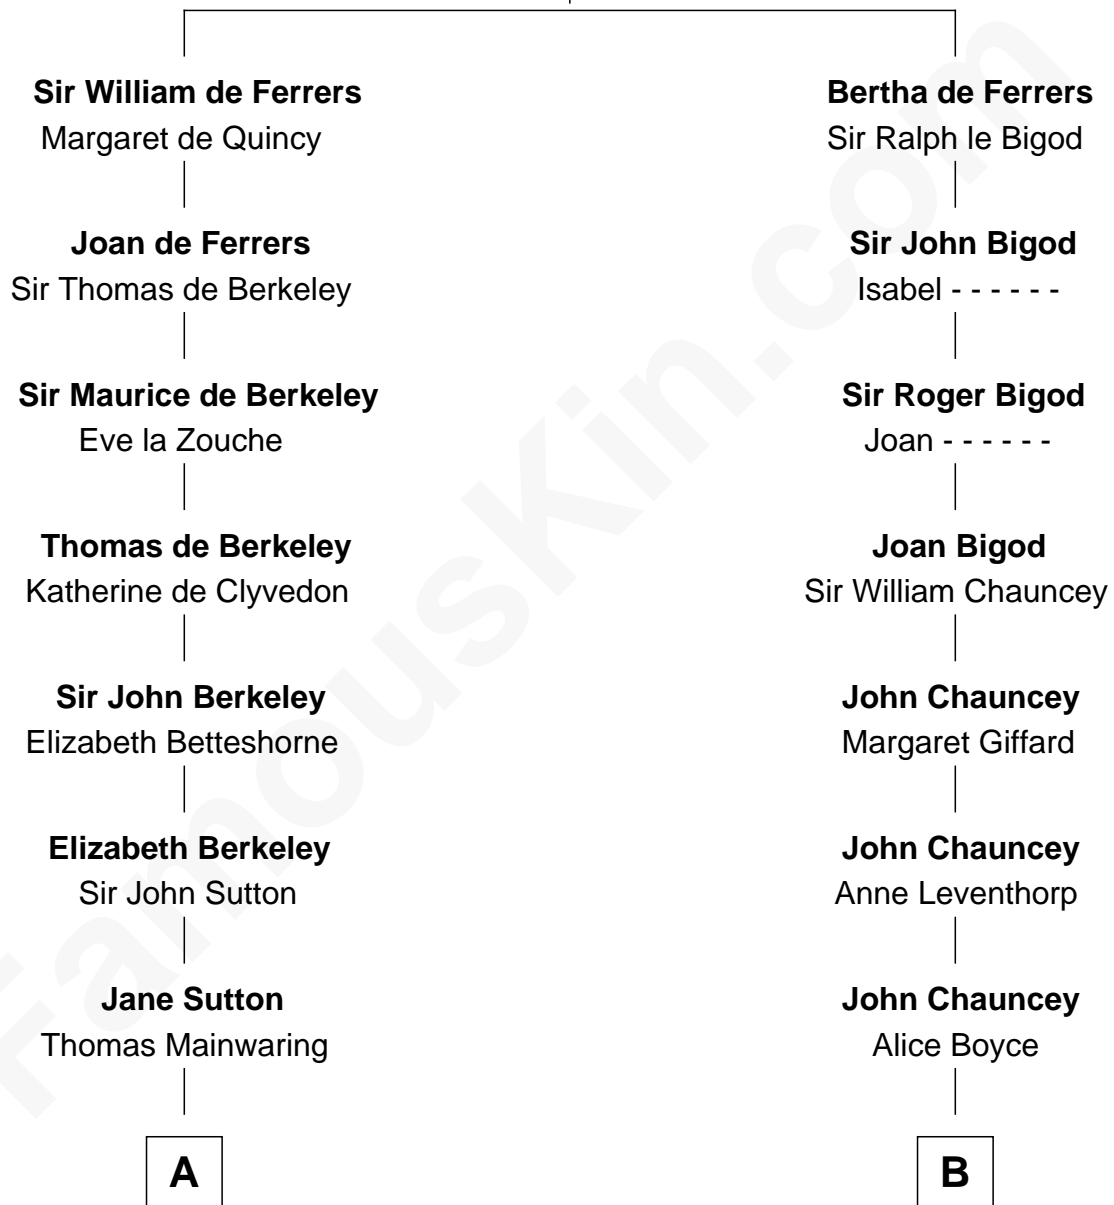 Sir William de Ferrers
Margaret de Quincy
Joan de Ferrers
Sir Thomas de Berkeley
Sir Maurice de Berkeley
Eve la Zouche
Thomas de Berkeley
Katherine de Clyvedon
Sir John Berkeley
Elizabeth Betteshorne
Elizabeth Berkeley
Sir John Sutton
Jane Sutton
Thomas Mainwaring
A
Bertha de Ferrers
Sir Ralph le Bigod
Sir John Bigod
Isabel - - - - - -
Sir Roger Bigod
Joan - - - - - -
Joan Bigod
Sir William Chauncey
John Chauncey
Margaret Giffard
John Chauncey
Anne Leventhorp
John Chauncey
Alice Boyce
B
FamousKin.com